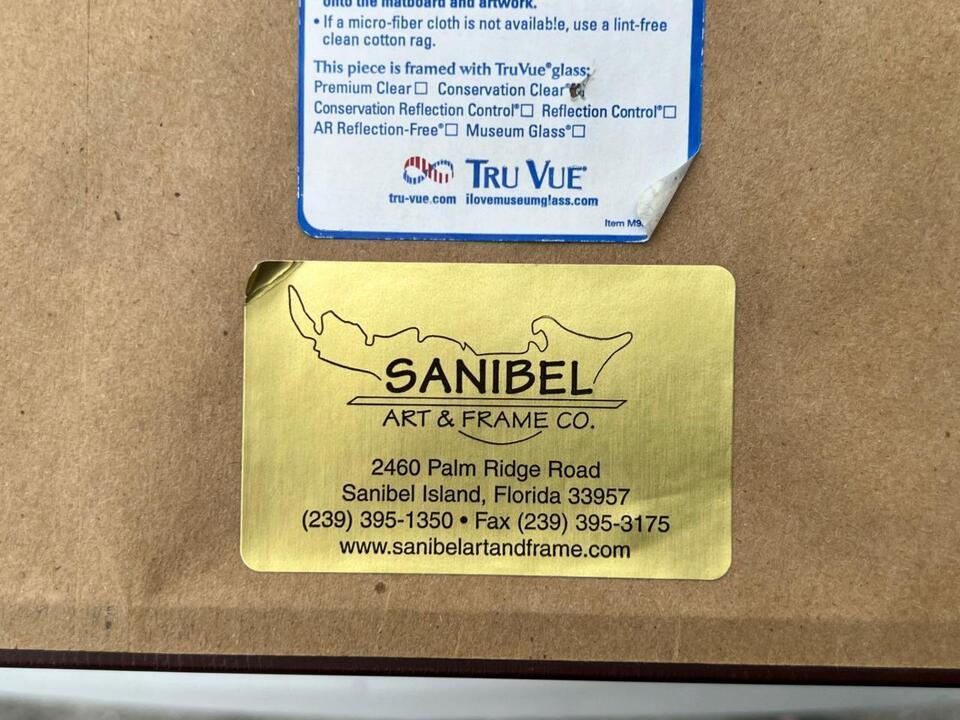 onto the matboard and artwork.
• If a micro-fiber cloth is not available, use a lint-free
clean cotton rag.
This piece is framed with TruVue® glass:
Premium Clear □ Conservation Clear® □
Conservation Reflection Control® □ Reflection Control® □
AR Reflection-Free® □ Museum Glass® □
TRU VUE®
tru-vue.com ilovemuseumglass.com
Item
SANIBEL
ART & FRAME CO.
2460 Palm Ridge Road
Sanibel Island, Florida 33957
(239) 395-1350 • Fax (239) 395-3175
www.sanibelartandframe.com